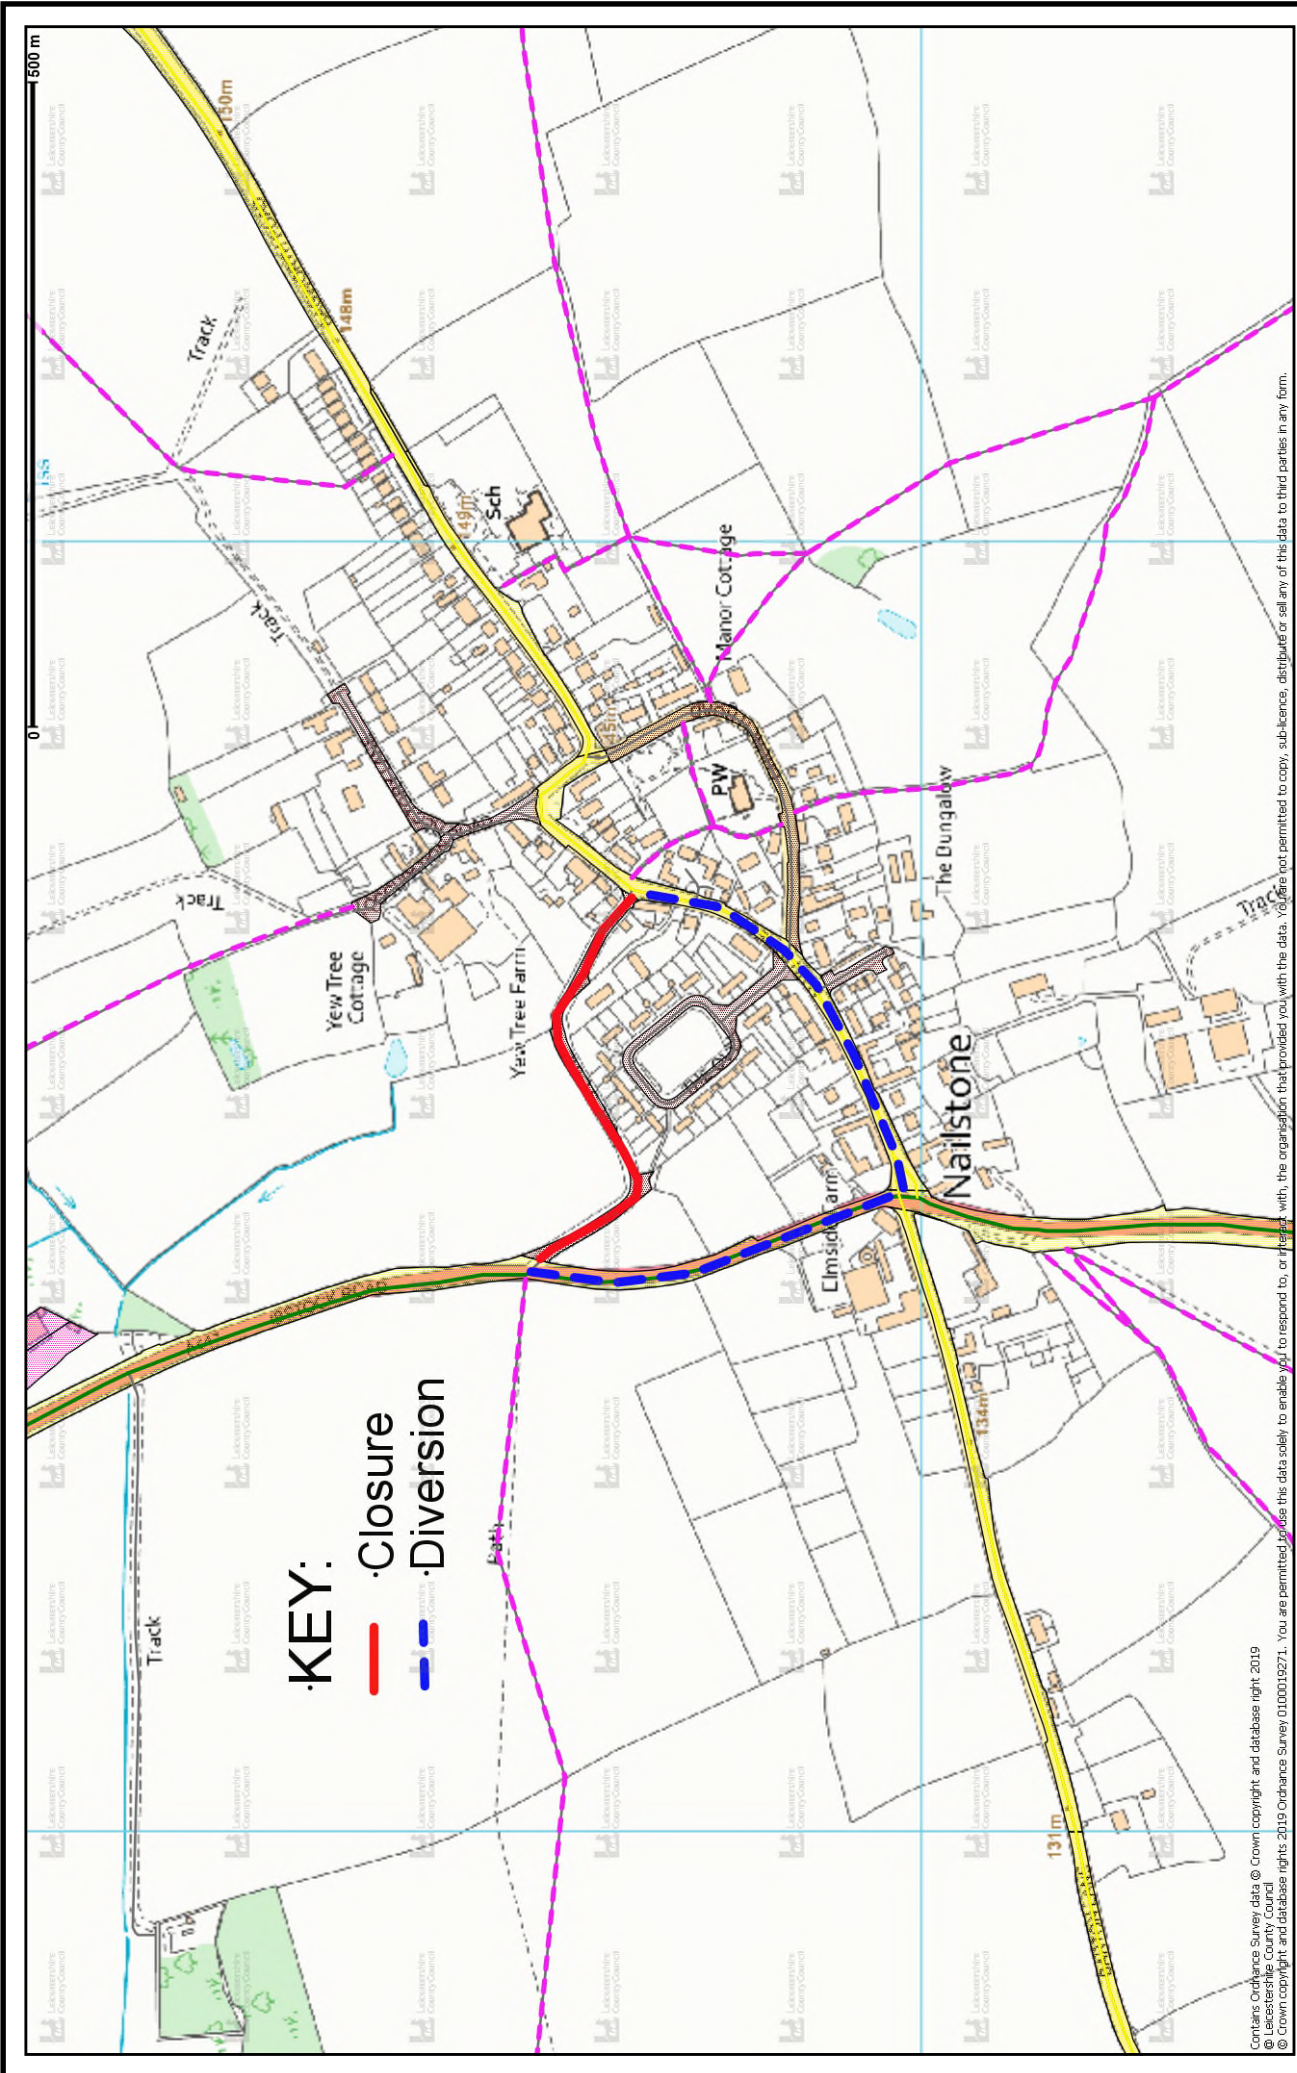 500 m
0
150m
148m
149m
Track
Track
Track
Sch
Manor Cottage
PW
Yew Tree
Cottage
Yew Tree Farm
The Bungalow
Track
Nailstone
Elmside Farm
KEY:
Closure
Diversion
Path
Track
134m
131m
Leicestershire
County Council
Contains Ordnance Survey data © Crown copyright and database right 2019
@ Leicestershire County Council
© Crown copyright and database rights 2019 Ordnance Survey 0100019271. You are permitted to use this data solely to enable you to respond to, or interact with, the organisation that provided you with the data. You are not permitted to copy, sub-licence, distribute or sell any of this data to third parties in any form.